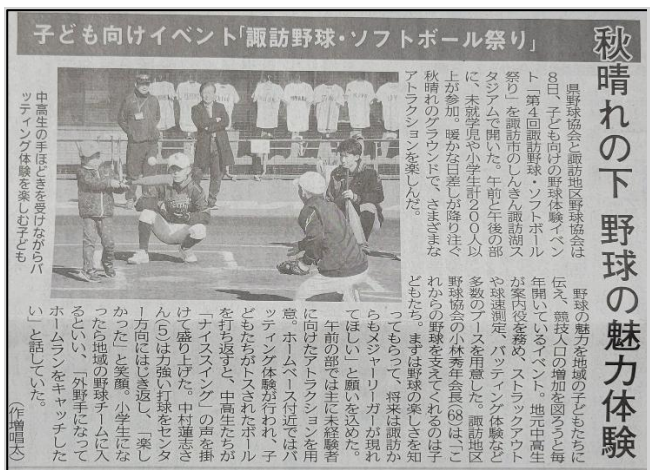 子ども向けイベント「諏訪野球・ソフトボール祭り」
秋晴れの下 野球の魅力体験
県野球協会と諏訪地区野球協会は
8日、子ども向けの野球体験イベン
ト「第4回諏訪野球・ソフトボール
祭り」を諏訪市のしんきん諏訪湖ス
タジアムで開いた。午前と午後の部
に、未就学児や小学生計200人以
上が参加。暖かな日差しが降り注ぐ
秋晴れのグラウンドで、さまざまな
アトラクションを楽しんだ。
中高生の手ほどきを受けながらバ
ッティング体験を楽しむ子ども
野球の魅力を地域の子どもたちに
伝え、競技人口の増加を図ろうと毎
年開いているイベント。地元中高生
が案内役を務め、ストラックアウト
や球速測定、バッティング体験など
多数のブースを用意した。諏訪地区
野球協会の小林秀年会長(68)は、「こ
れからの野球を支えてくれるのは子
どもたち。まずは野球の楽しさを知
ってもらって、将来は諏訪か
らもメジャーリーガーが現れ
てほしい」と願いを込めた。
午前の部では主に未経験者
に向けたアトラクションを用
意。ホームベース付近ではバ
ッティング体験が行われ、子
どもたちがトスされたボール
を打ち返すと、中高生たちが
「ナイススイング」の声を掛
けて盛り上げた。中村蓮志さ
ん(5)は力強い打球をセンタ
ー方向にはじき返し、「楽し
かった」と笑顔。小学生にな
ったら地域の野球チームに入
るといい、「外野手になって
ホームランをキャッチした
い」と話していた。
(作増唱太)